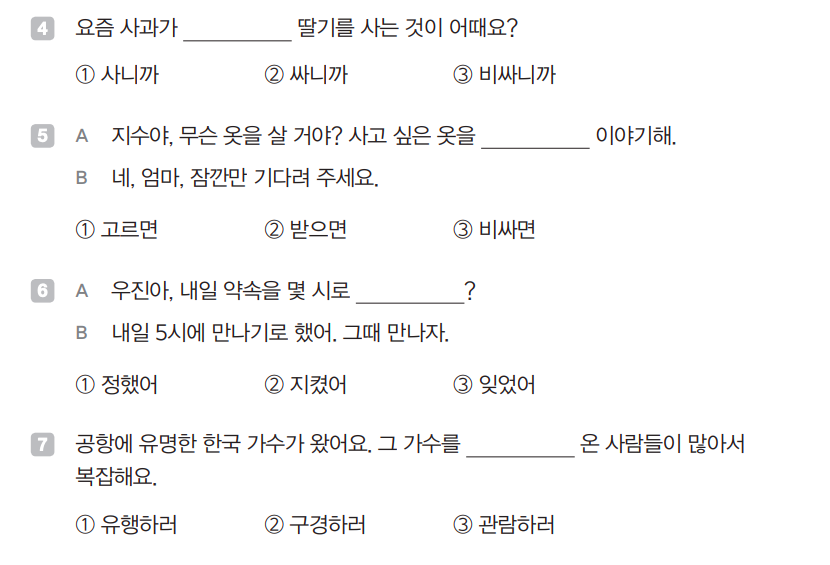 4 요즘 사과가 __________ 딸기를 사는 것이 어때요?
① 사니까 ② 싸니까 ③ 비싸니까
5 A 지수야, 무슨 옷을 살 거야? 사고 싶은 옷을 __________ 이야기해.
B 네, 엄마, 잠깐만 기다려 주세요.
① 고르면 ② 받으면 ③ 비싸면
6 A 우진아, 내일 약속을 몇 시로 __________?
B 내일 5시에 만나기로 했어. 그때 만나자.
① 정했어 ② 지켰어 ③ 잊었어
7 공항에 유명한 한국 가수가 왔어요. 그 가수를 __________ 온 사람들이 많아서
복잡해요.
① 유행하러 ② 구경하러 ③ 관람하러